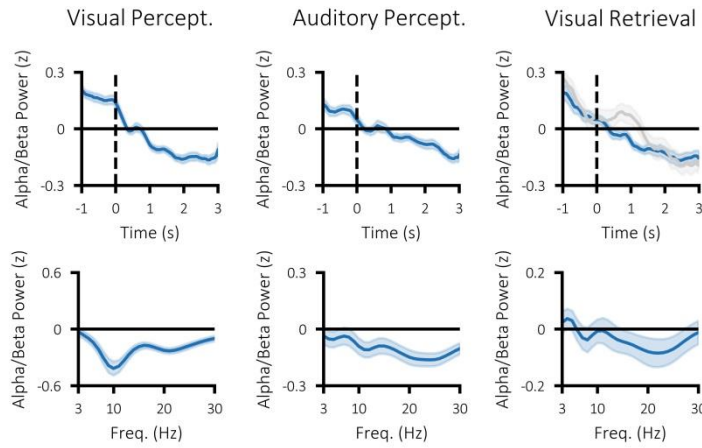 Visual Percept.
Auditory Percept.
Visual Retrieval
Alpha/Beta Power (z)
0.3
0
-0.3
-1 0 1 2 3
Time (s)
Alpha/Beta Power (z)
0.3
0
-0.3
-1 0 1 2 3
Time (s)
Alpha/Beta Power (z)
0.3
0
-0.3
-1 0 1 2 3
Time (s)
Alpha/Beta Power (z)
0.6
0
-0.6
3 10 20 30
Freq. (Hz)
Alpha/Beta Power (z)
0.3
0
-0.3
3 10 20 30
Freq. (Hz)
Alpha/Beta Power (z)
0.2
0
-0.2
3 10 20 30
Freq. (Hz)